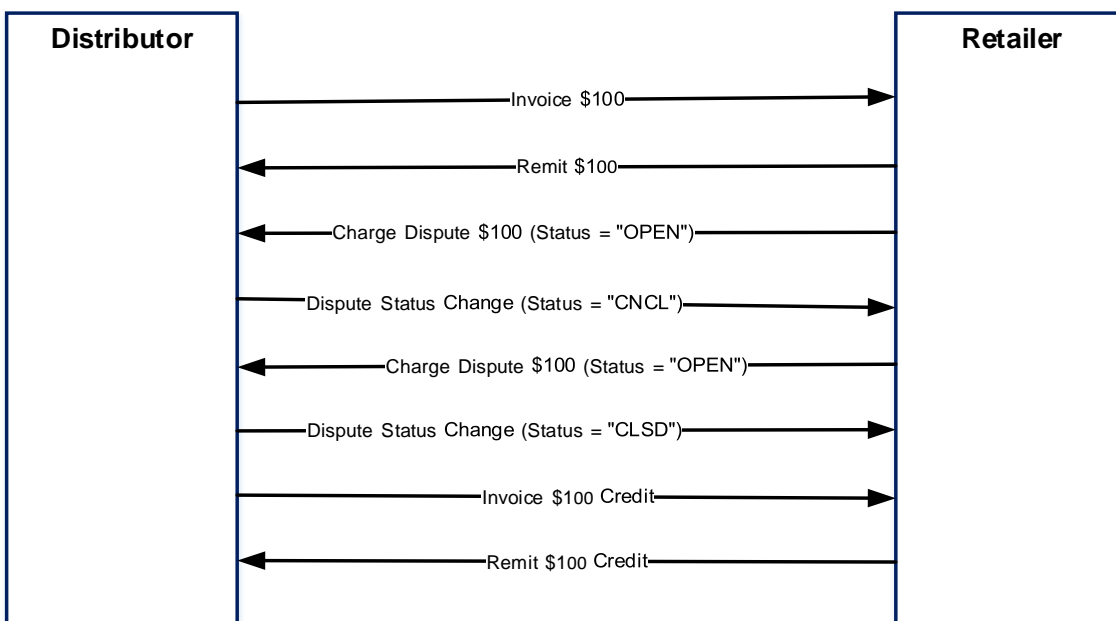 Distributor
Retailer
Invoice $100
Remit $100
Charge Dispute $100 (Status = "OPEN")
Dispute Status Change (Status = "CNCL")
Charge Dispute $100 (Status = "OPEN")
Dispute Status Change (Status = "CLSD")
Invoice $100 Credit
Remit $100 Credit